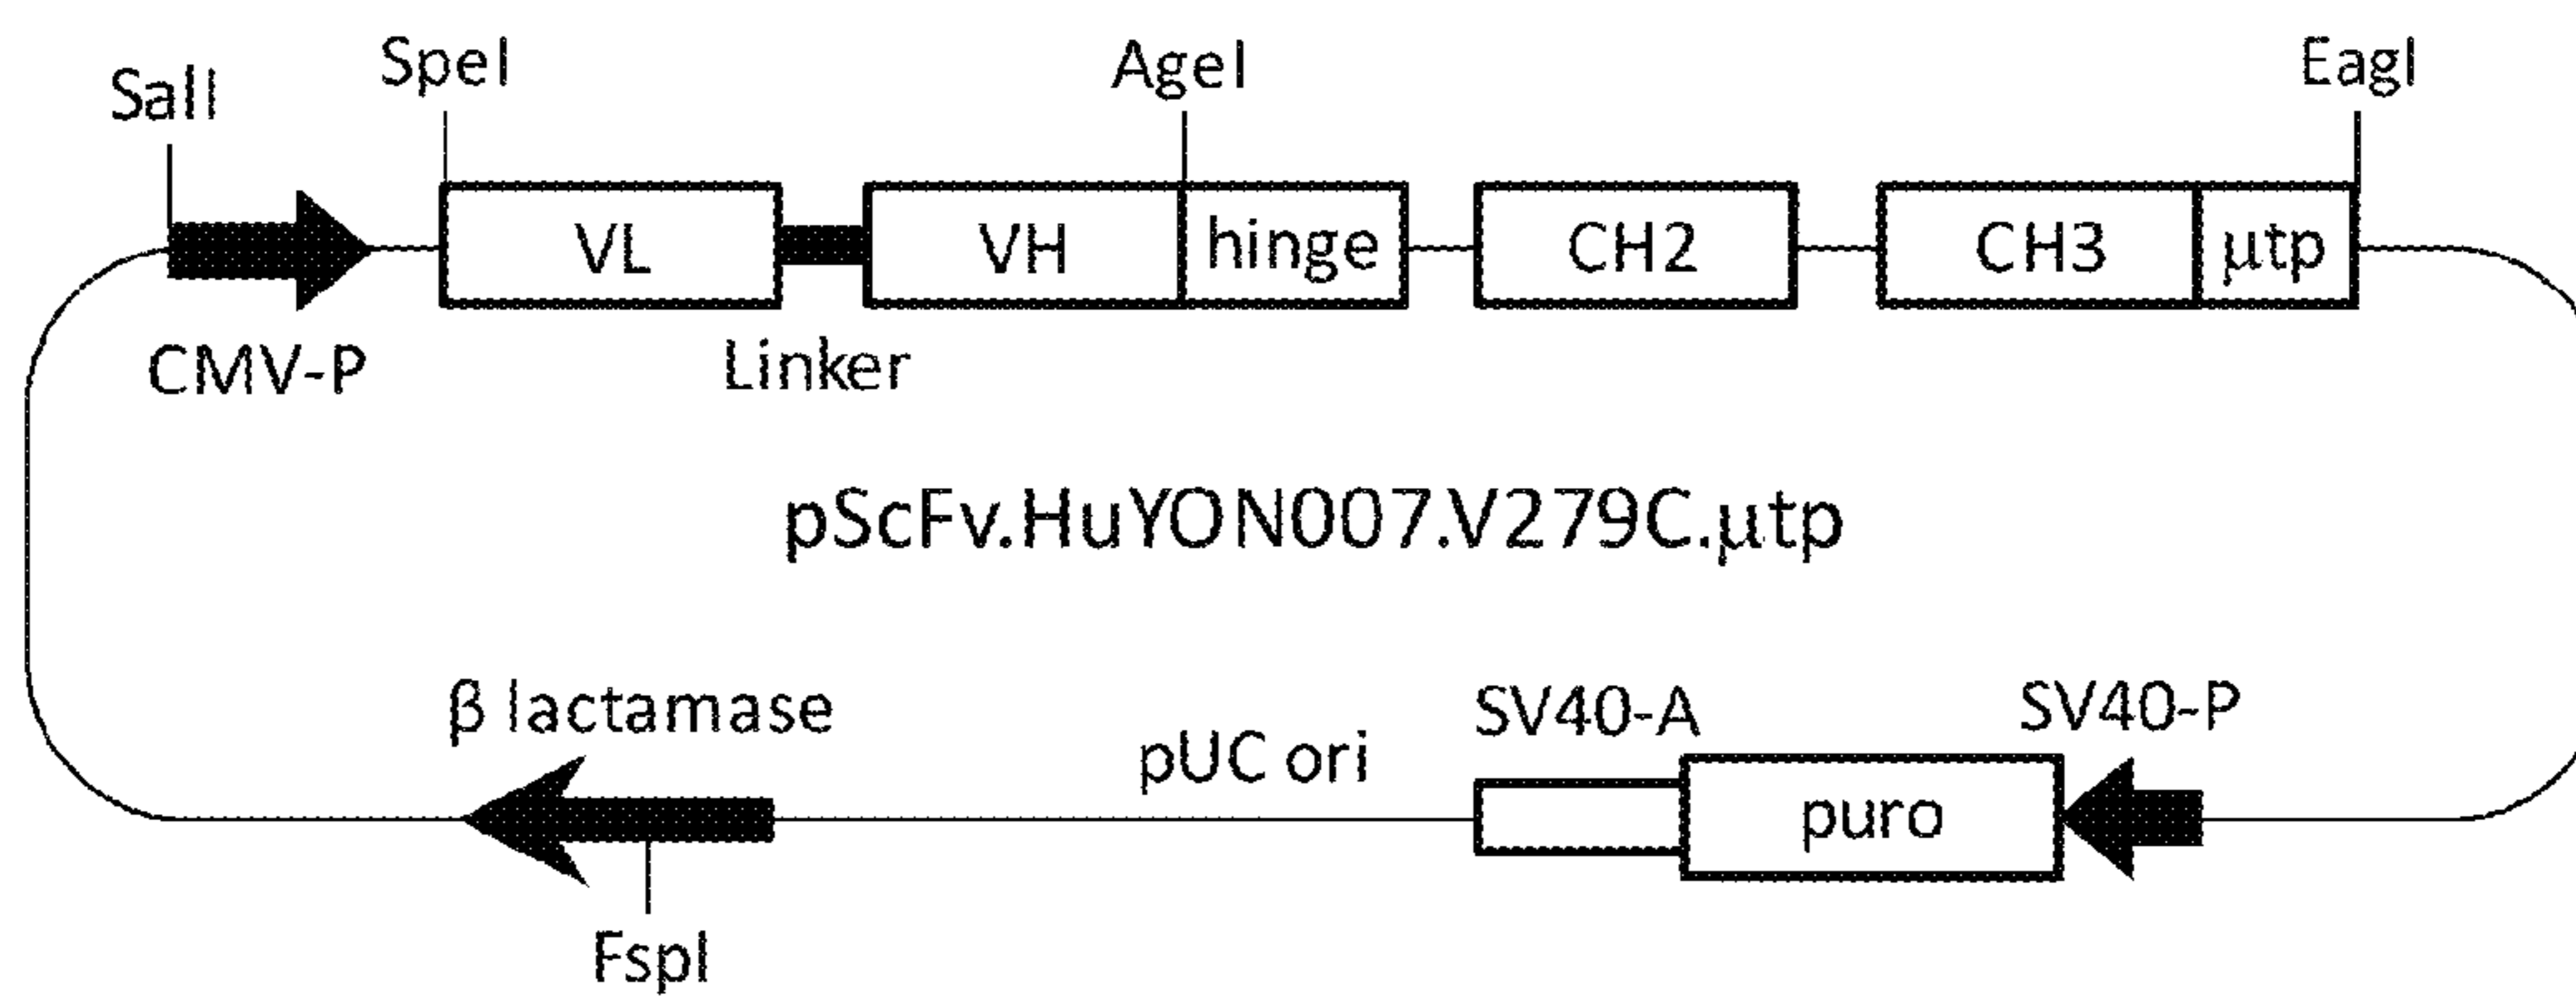 SalI
SpeI
AgeI
EagI
VL
VH
hinge
CH2
CH3
μtp
CMV-P
Linker
pScFv.HuYON007.V279C.μtp
β lactamase
pUC ori
SV40-A
SV40-P
puro
FspI